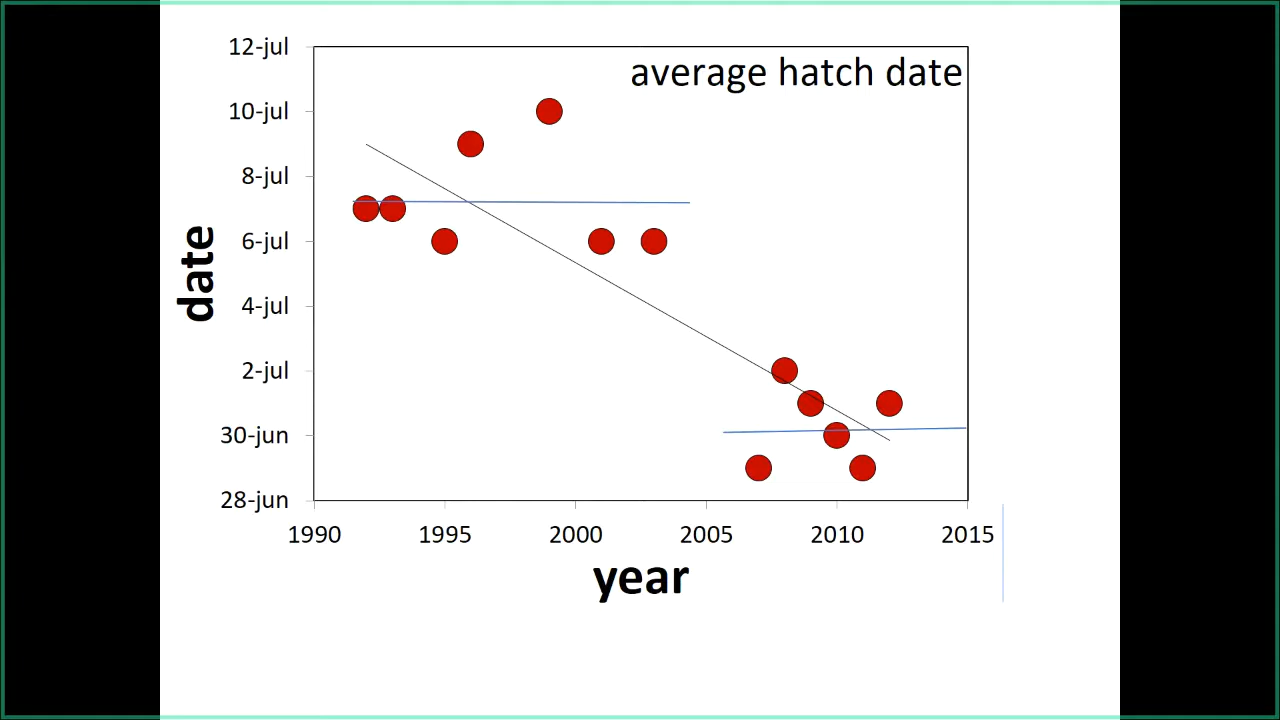 average hatch date
12-jul
10-jul
8-jul
6-jul
4-jul
2-jul
30-jun
28-jun
date
1990 1995 2000 2005 2010 2015
year